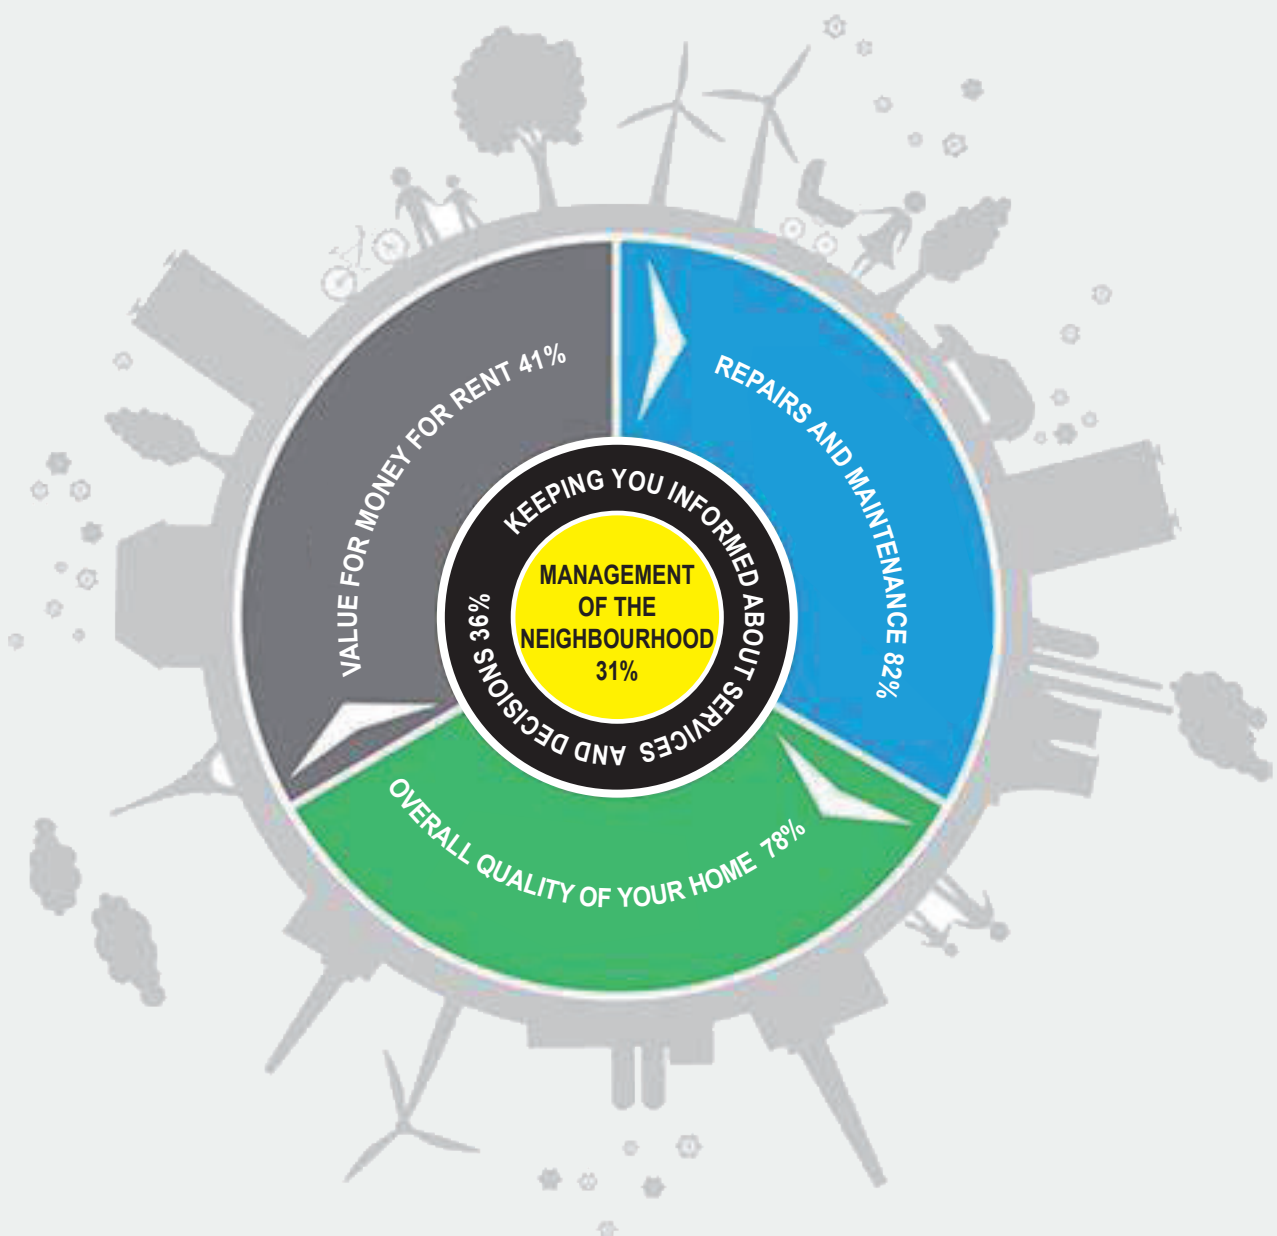 VALUE FOR MONEY FOR RENT 41%
REPAIRS AND MAINTENANCE 82%
KEEPING YOU INFORMED ABOUT SERVICES AND DECISIONS 36%
MANAGEMENT
OF THE
NEIGHBOURHOOD
31%
OVERALL QUALITY OF YOUR HOME 78%